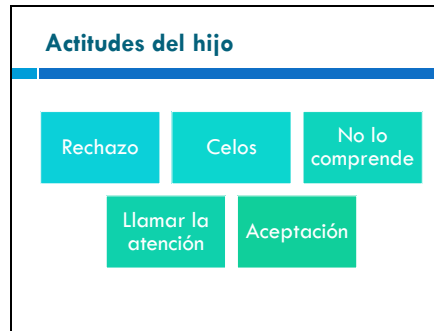 Actitudes del hijo
Rechazo
Celos
No lo
comprende
Llamar la
atención
Aceptación